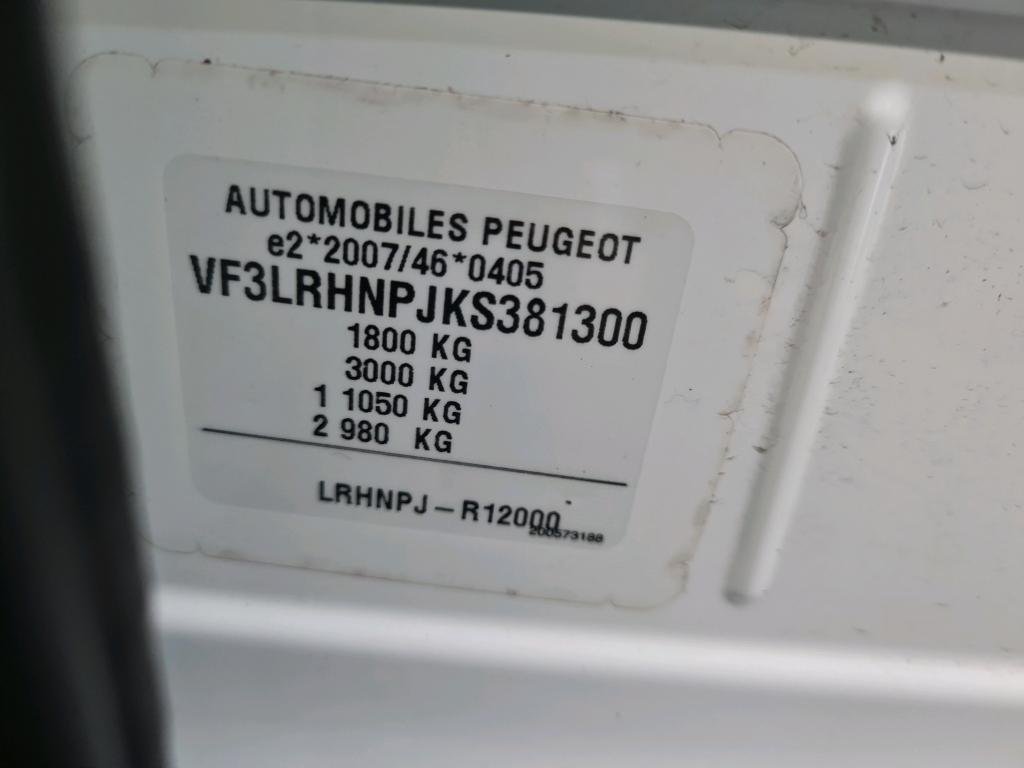 AUTOMOBILES PEUGEOT
e2*2007/46*0405
VF3LRHNPJKS381300
1800 KG
3000 KG
1 1050 KG
2 980 KG
LRHNPJ-R12000
200573188